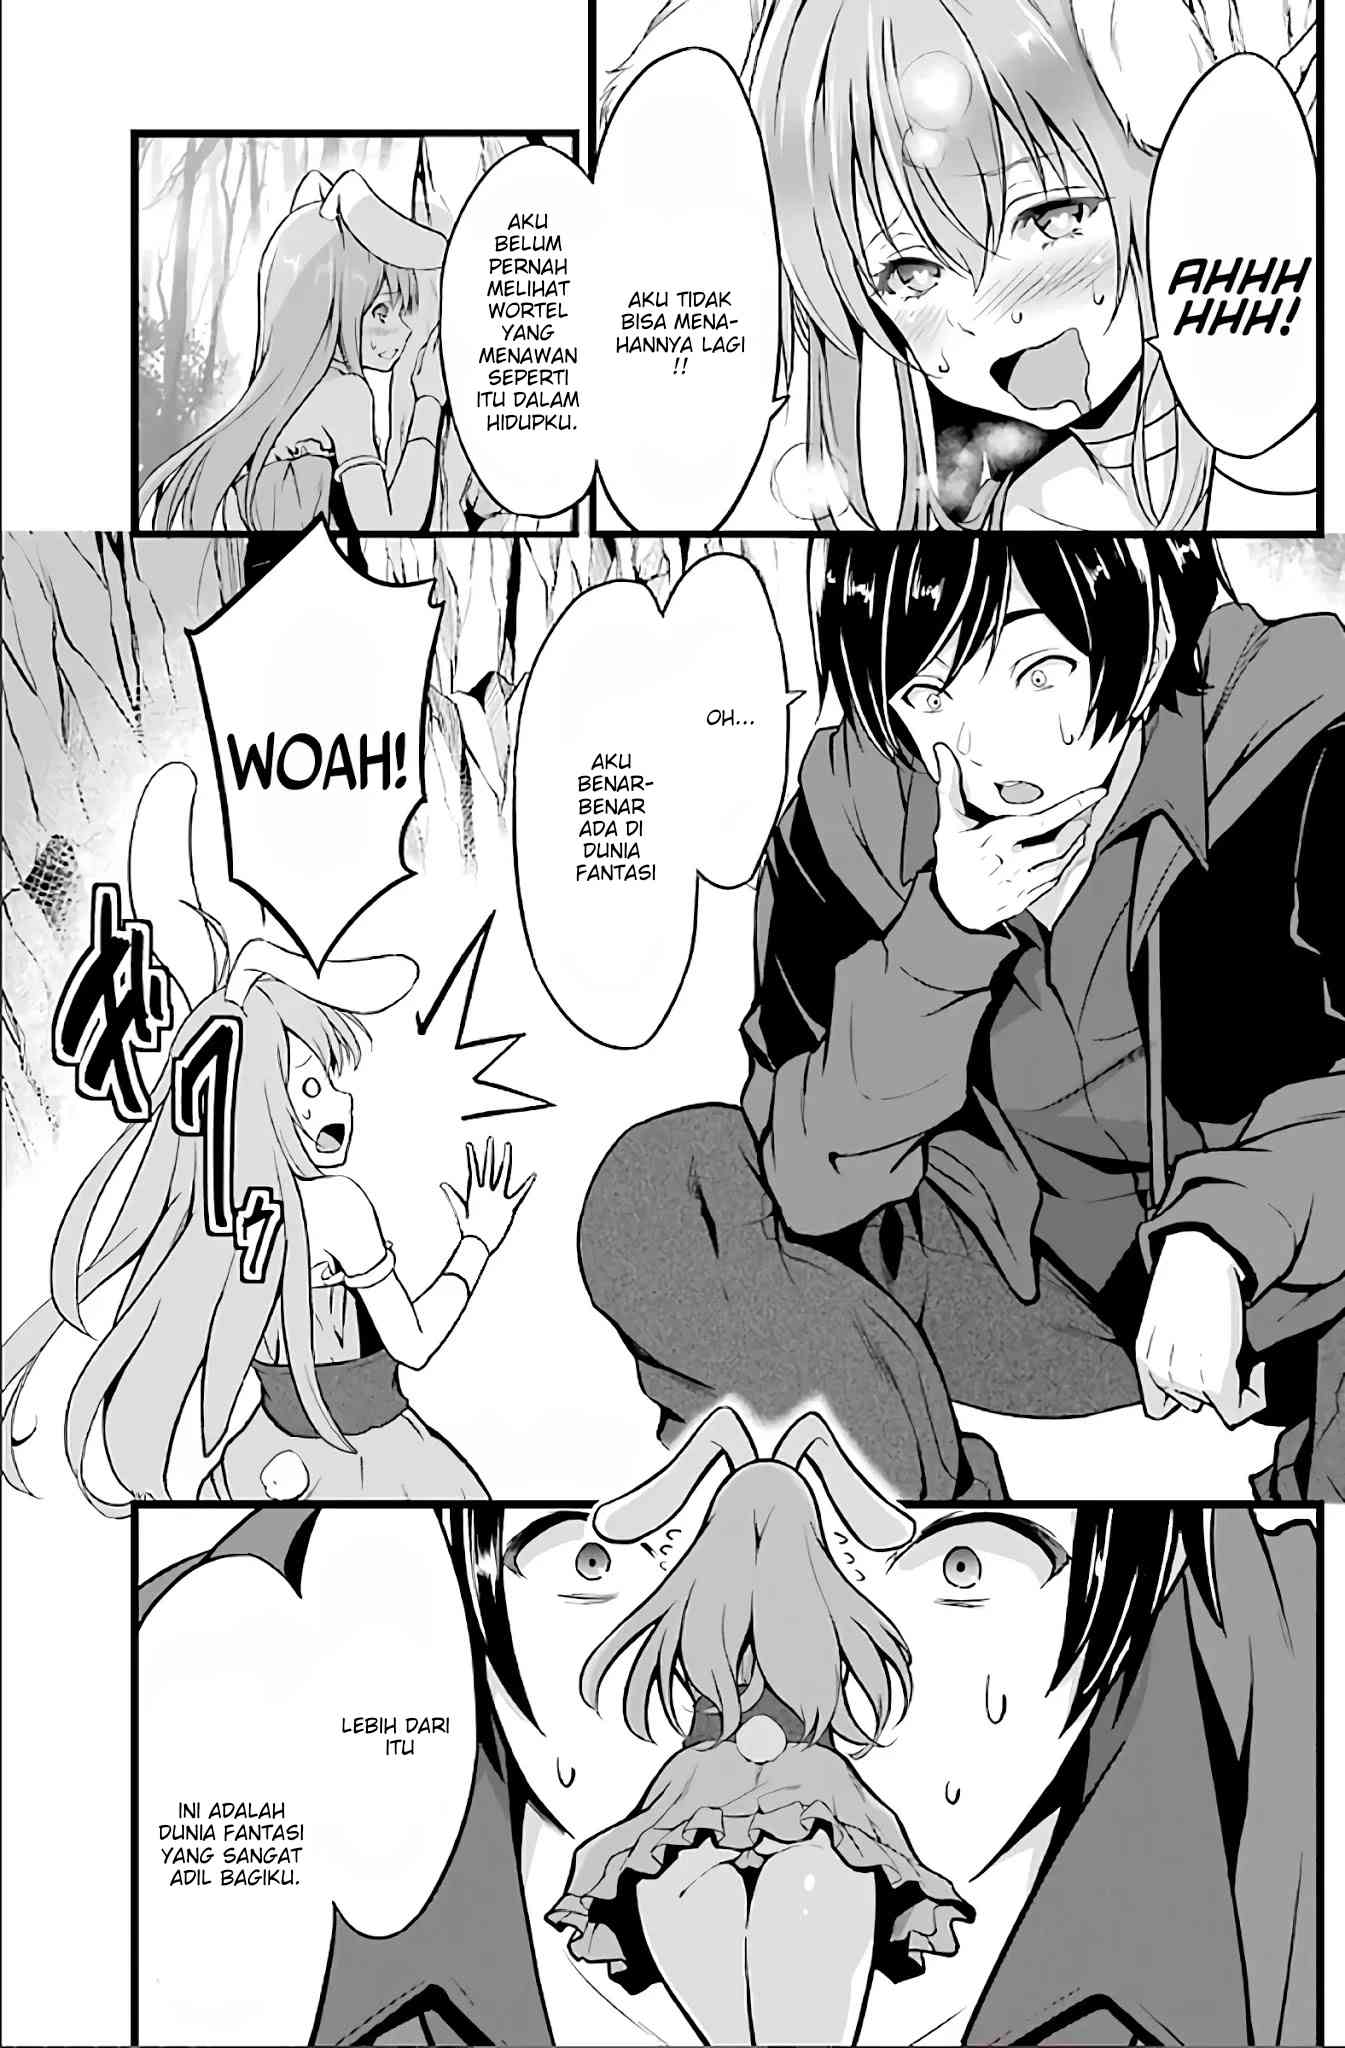 AHHH
HHH!
AKU TIDAK
BISA MENA-
HANNYA LAGI
!!
AKU
BELUM
PERNAH
MELIHAT
WORTEL
YANG
MENAWAN
SEPERTI
ITU DALAM
HIDUPKU.
OH...
AKU
BENAR-
BENAR
ADA DI
DUNIA
FANTASI
WOAH!
LEBIH DARI
ITU
INI ADALAH
DUNIA FANTASI
YANG SANGAT
ADIL BAGIKU.